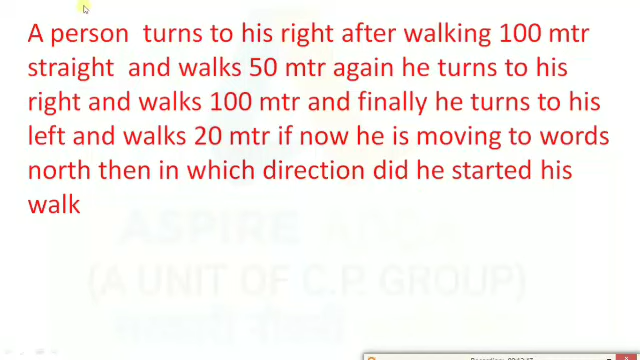 A person turns to his right after walking 100 mtr
straight and walks 50 mtr again he turns to his
right and walks 100 mtr and finally he turns to his
left and walks 20 mtr if now he is moving to words
north then in which direction did he started his
walk
ASPIRE
(A UNIT OF C.P. GROUP)